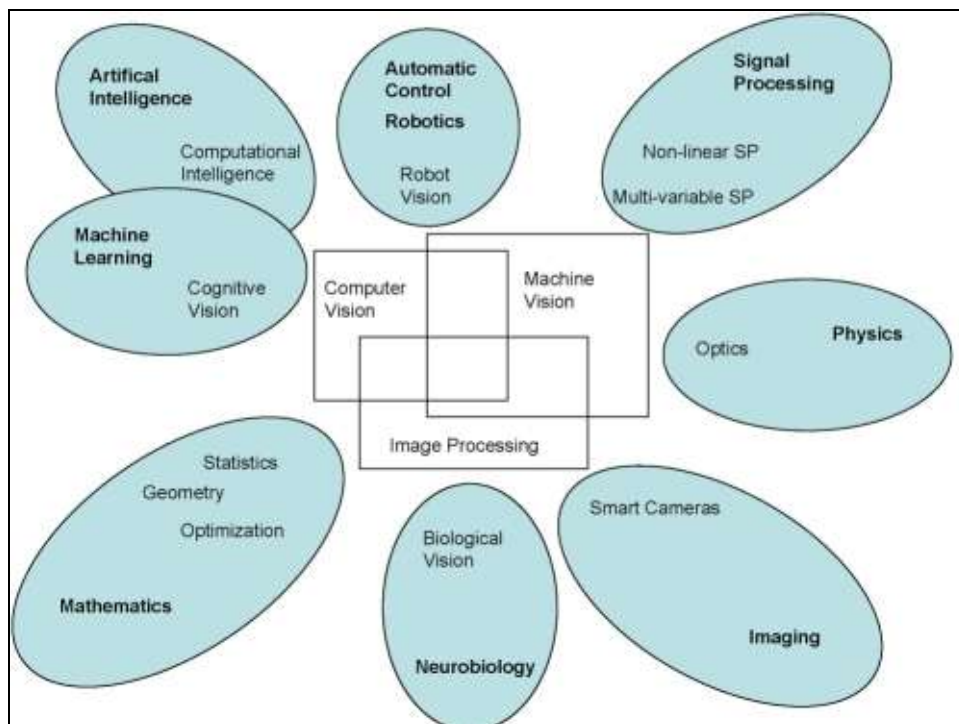 Artifical
Intelligence
Computational
Intelligence
Automatic
Control
Robotics
Robot
Vision
Signal
Processing
Non-linear SP
Multi-variable SP
Machine
Learning
Cognitive
Vision
Computer
Vision
Machine
Vision
Image Processing
Optics
Physics
Statistics
Geometry
Optimization
Mathematics
Biological
Vision
Neurobiology
Smart Cameras
Imaging